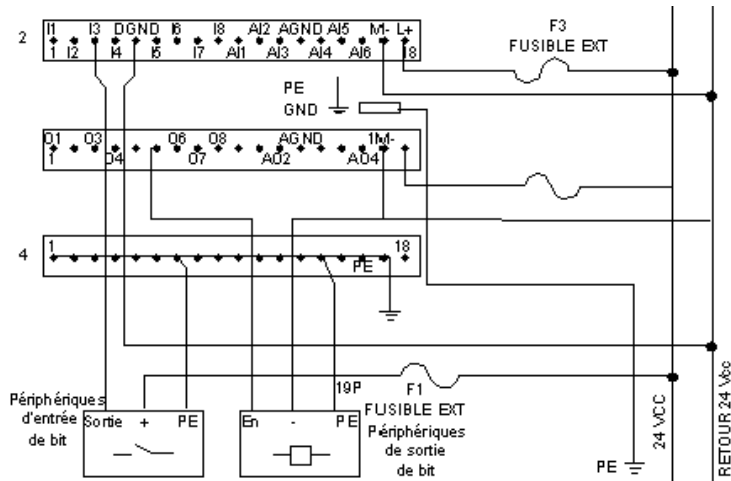 I1 I3 DGND I6 I8 AI2 AGND AI5 M- L+
2
1 I2 I4 I5 I7 AI1 AI3 AI4 AI6 18
F3
FUSIBLE EXT
PE
GND
O1 O3 O6 O8 AGND 1M-
1 O4 O7 AO2 AO4
4
1 18
PE
19P
F1
FUSIBLE EXT
Périphériques
d'entrée
de bit
Sortie + PE
En - PE
Périphériques
de sortie
de bit
PE
24 VCC
RETOUR 24 Vcc